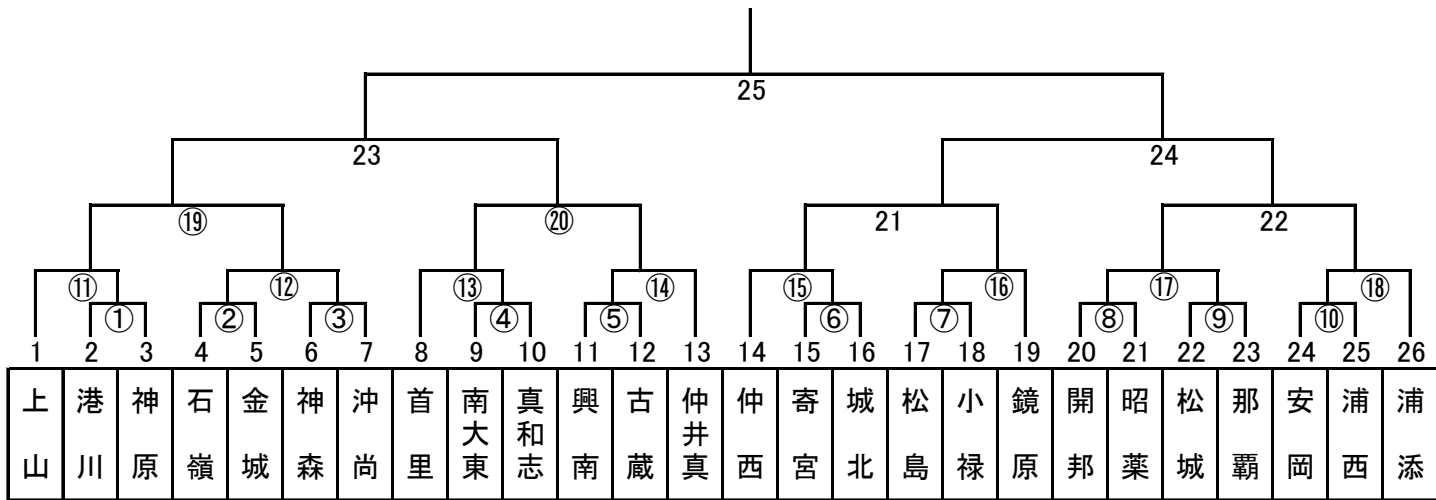 25
23 24
⑲ ⑳ 21 22
⑪ ⑫ ⑬ ⑭ ⑮ ⑯ ⑰ ⑱
① ② ③ ④ ⑤ ⑥ ⑦ ⑧ ⑨ ⑩
1 2 3 4 5 6 7 8 9 10 11 12 13 14 15 16 17 18 19 20 21 22 23 24 25 26
上山
港川
神原
石嶺
金城
神森
沖尚
首里
南大東
真和志
興南
古蔵
仲井真
仲西
寄宮
城北
松島
小禄
鏡原
開邦
昭薬
松城
那覇
安岡
浦西
浦添